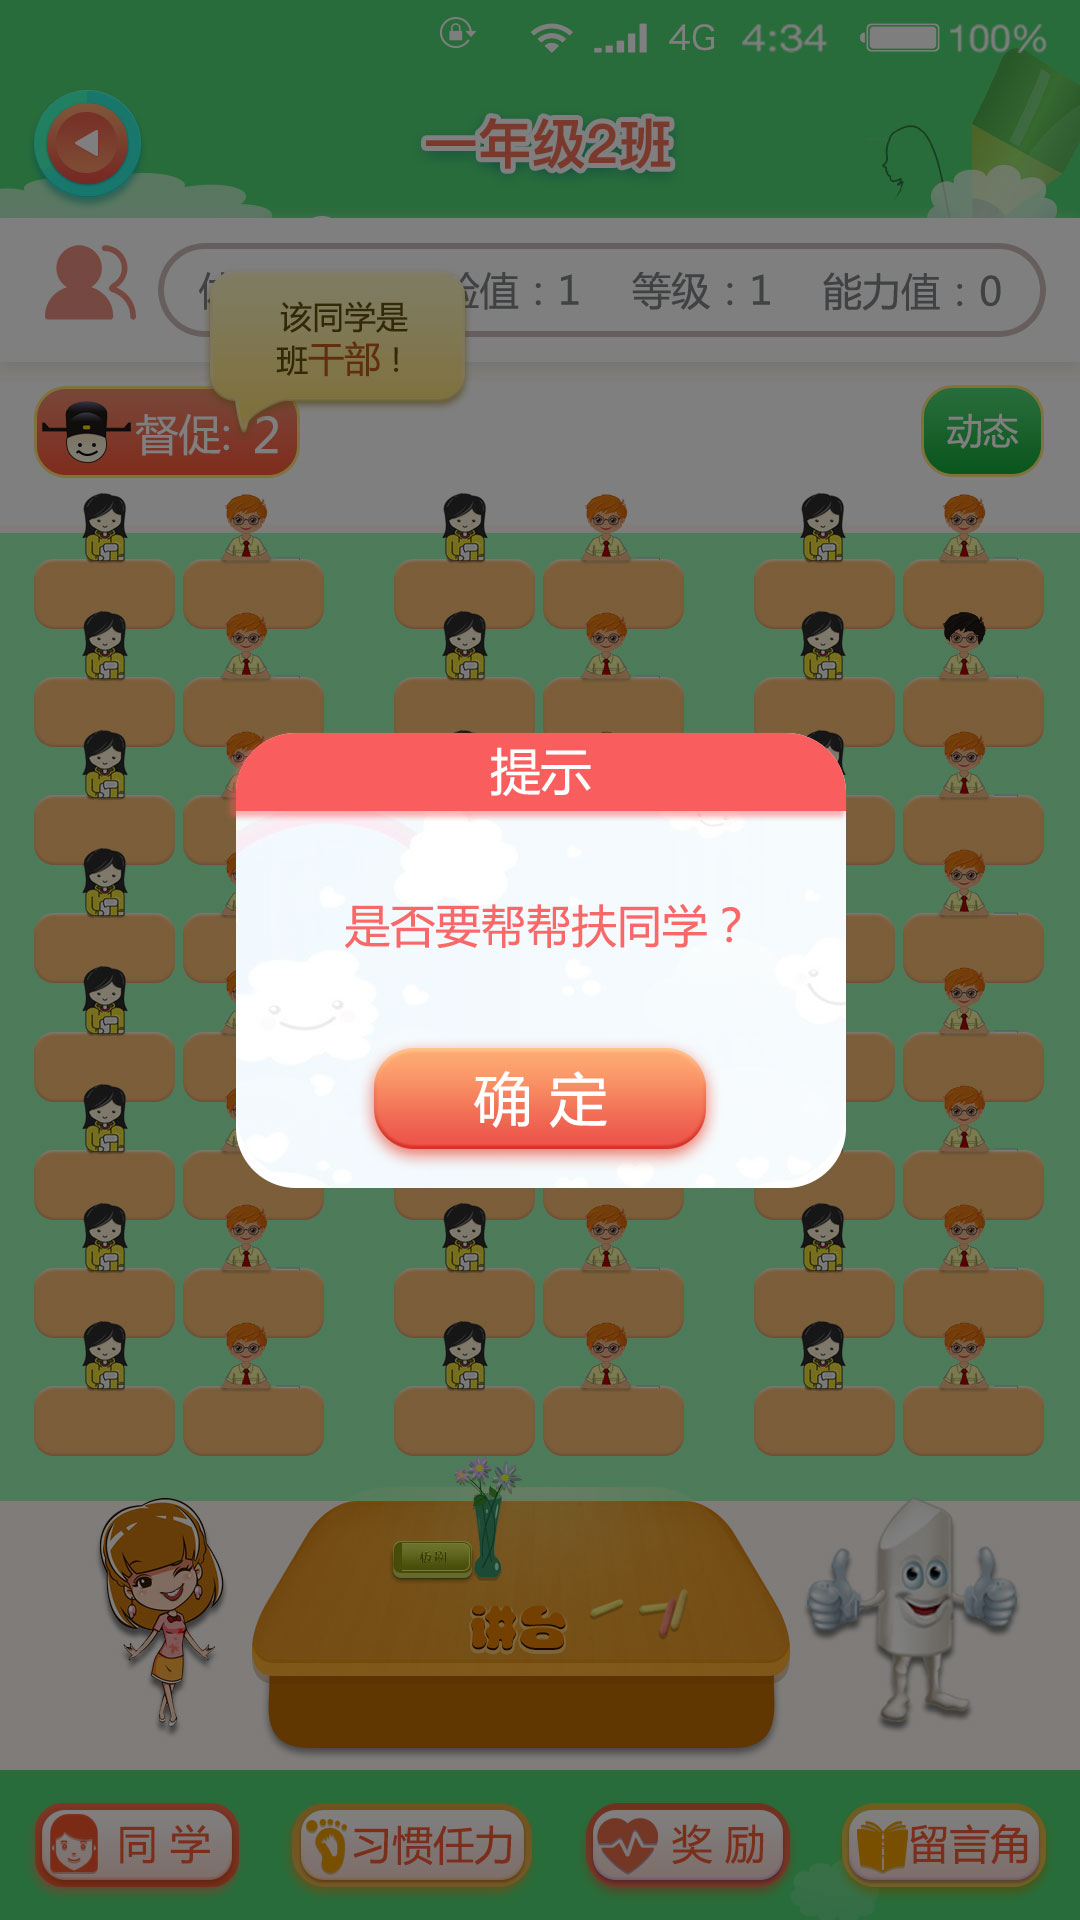 4G 4:34 100%
一年级2班
验值：1 等级：1 能力值：0
该同学是
班干部！
督促: 2
动态
提示
是否要帮帮扶同学？
确 定
讲台
同 学
习惯任力
奖 励
留言角